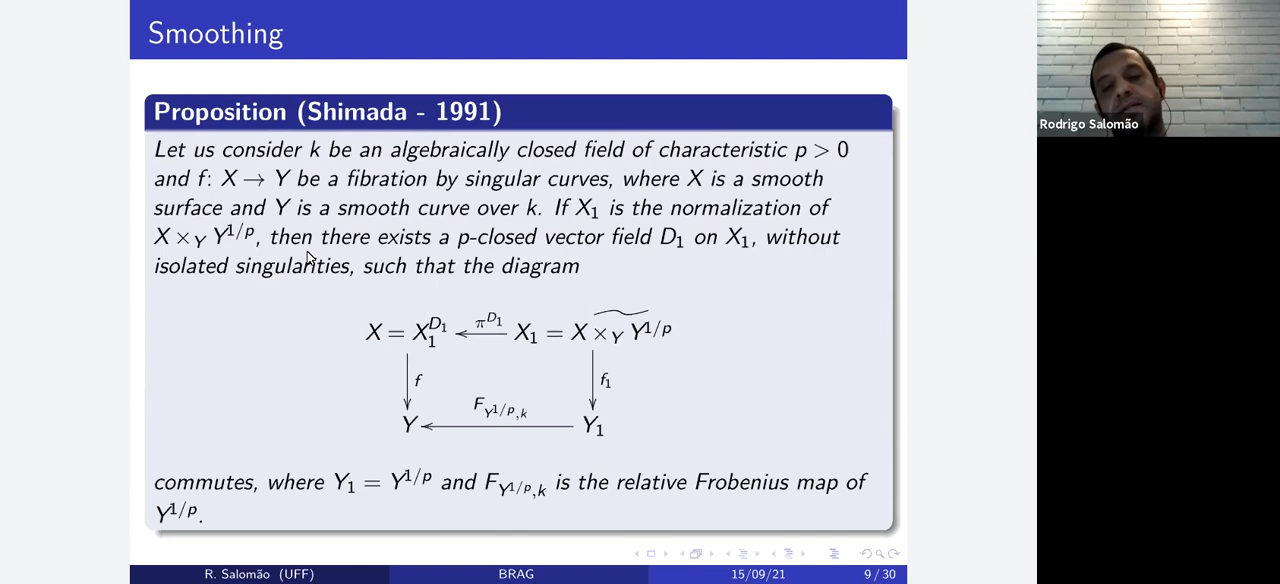 Smoothing
Proposition (Shimada - 1991)
Let us consider k be an algebraically closed field of characteristic p > 0
and f: X → Y be a fibration by singular curves, where X is a smooth
surface and Y is a smooth curve over k. If X₁ is the normalization of
X ×_Y Y^{1/p}, then there exists a p-closed vector field D₁ on X₁, without
isolated singularities, such that the diagram
X = X₁^{D₁} ←^{π^{D₁}} X₁ = \widetilde{X ×_Y Y^{1/p}}
f f₁
F_{Y^{1/p},k}
Y ← Y₁
commutes, where Y₁ = Y^{1/p} and F_{Y^{1/p},k} is the relative Frobenius map of
Y^{1/p}.
R. Salomão (UFF) BRAG 15/09/21 9 / 30
Rodrigo Salomão